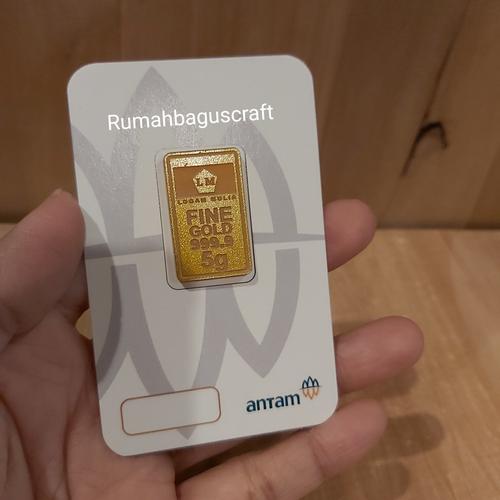 Rumahbaguscraft
LM
LOGAM MULIA
FINE
GOLD
999.9
5g
antam